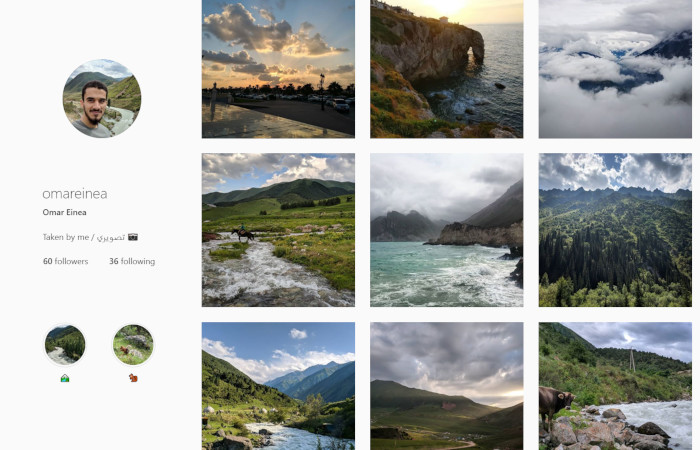 omareinea
Omar Einea
Taken by me / تصويري 📷
60 followers 36 following